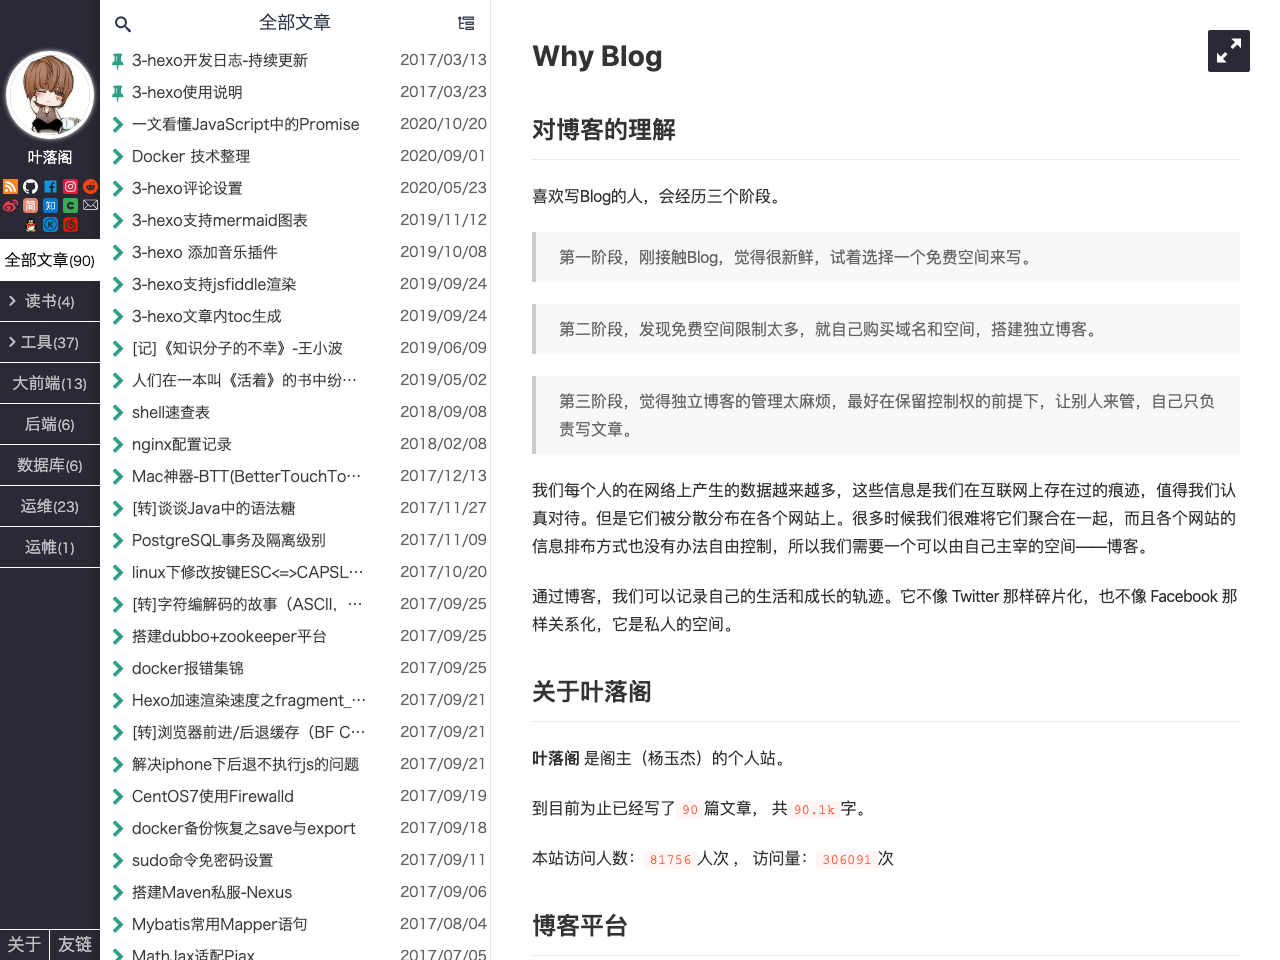 叶落阁
全部文章(90)
读书(4)
工具(37)
大前端(13)
后端(6)
数据库(6)
运维(23)
运帷(1)
关于
友链
全部文章
3-hexo开发日志-持续更新 2017/03/13
3-hexo使用说明 2017/03/23
一文看懂JavaScript中的Promise 2020/10/20
Docker 技术整理 2020/09/01
3-hexo评论设置 2020/05/23
3-hexo支持mermaid图表 2019/11/12
3-hexo 添加音乐插件 2019/10/08
3-hexo支持jsfiddle渲染 2019/09/24
3-hexo文章内toc生成 2019/09/24
[记]《知识分子的不幸》-王小波 2019/06/09
人们在一本叫《活着》的书中纷… 2019/05/02
shell速查表 2018/09/08
nginx配置记录 2018/02/08
Mac神器-BTT(BetterTouchTo… 2017/12/13
[转]谈谈Java中的语法糖 2017/11/27
PostgreSQL事务及隔离级别 2017/11/09
linux下修改按键ESC<=>CAPSL… 2017/10/20
[转]字符编解码的故事（ASCII，… 2017/09/25
搭建dubbo+zookeeper平台 2017/09/25
docker报错集锦 2017/09/25
Hexo加速渲染速度之fragment_… 2017/09/21
[转]浏览器前进/后退缓存（BF C… 2017/09/21
解决iphone下后退不执行js的问题 2017/09/21
CentOS7使用Firewalld 2017/09/19
docker备份恢复之save与export 2017/09/18
sudo命令免密码设置 2017/09/11
搭建Maven私服-Nexus 2017/09/06
Mybatis常用Mapper语句 2017/08/04
MathJax适配Pjax 2017/07/05
Why Blog
对博客的理解
喜欢写Blog的人，会经历三个阶段。
第一阶段，刚接触Blog，觉得很新鲜，试着选择一个免费空间来写。
第二阶段，发现免费空间限制太多，就自己购买域名和空间，搭建独立博客。
第三阶段，觉得独立博客的管理太麻烦，最好在保留控制权的前提下，让别人来管，自己只负
责写文章。
我们每个人的在网络上产生的数据越来越多，这些信息是我们在互联网上存在过的痕迹，值得我们认
真对待。但是它们被分散分布在各个网站上。很多时候我们很难将它们聚合在一起，而且各个网站的
信息排布方式也没有办法自由控制，所以我们需要一个可以由自己主宰的空间——博客。
通过博客，我们可以记录自己的生活和成长的轨迹。它不像 Twitter 那样碎片化，也不像 Facebook 那
样关系化，它是私人的空间。
关于叶落阁
叶落阁 是阁主（杨玉杰）的个人站。
到目前为止已经写了 90 篇文章， 共 90.1k 字。
本站访问人数： 81756 人次 ， 访问量： 306091 次
博客平台